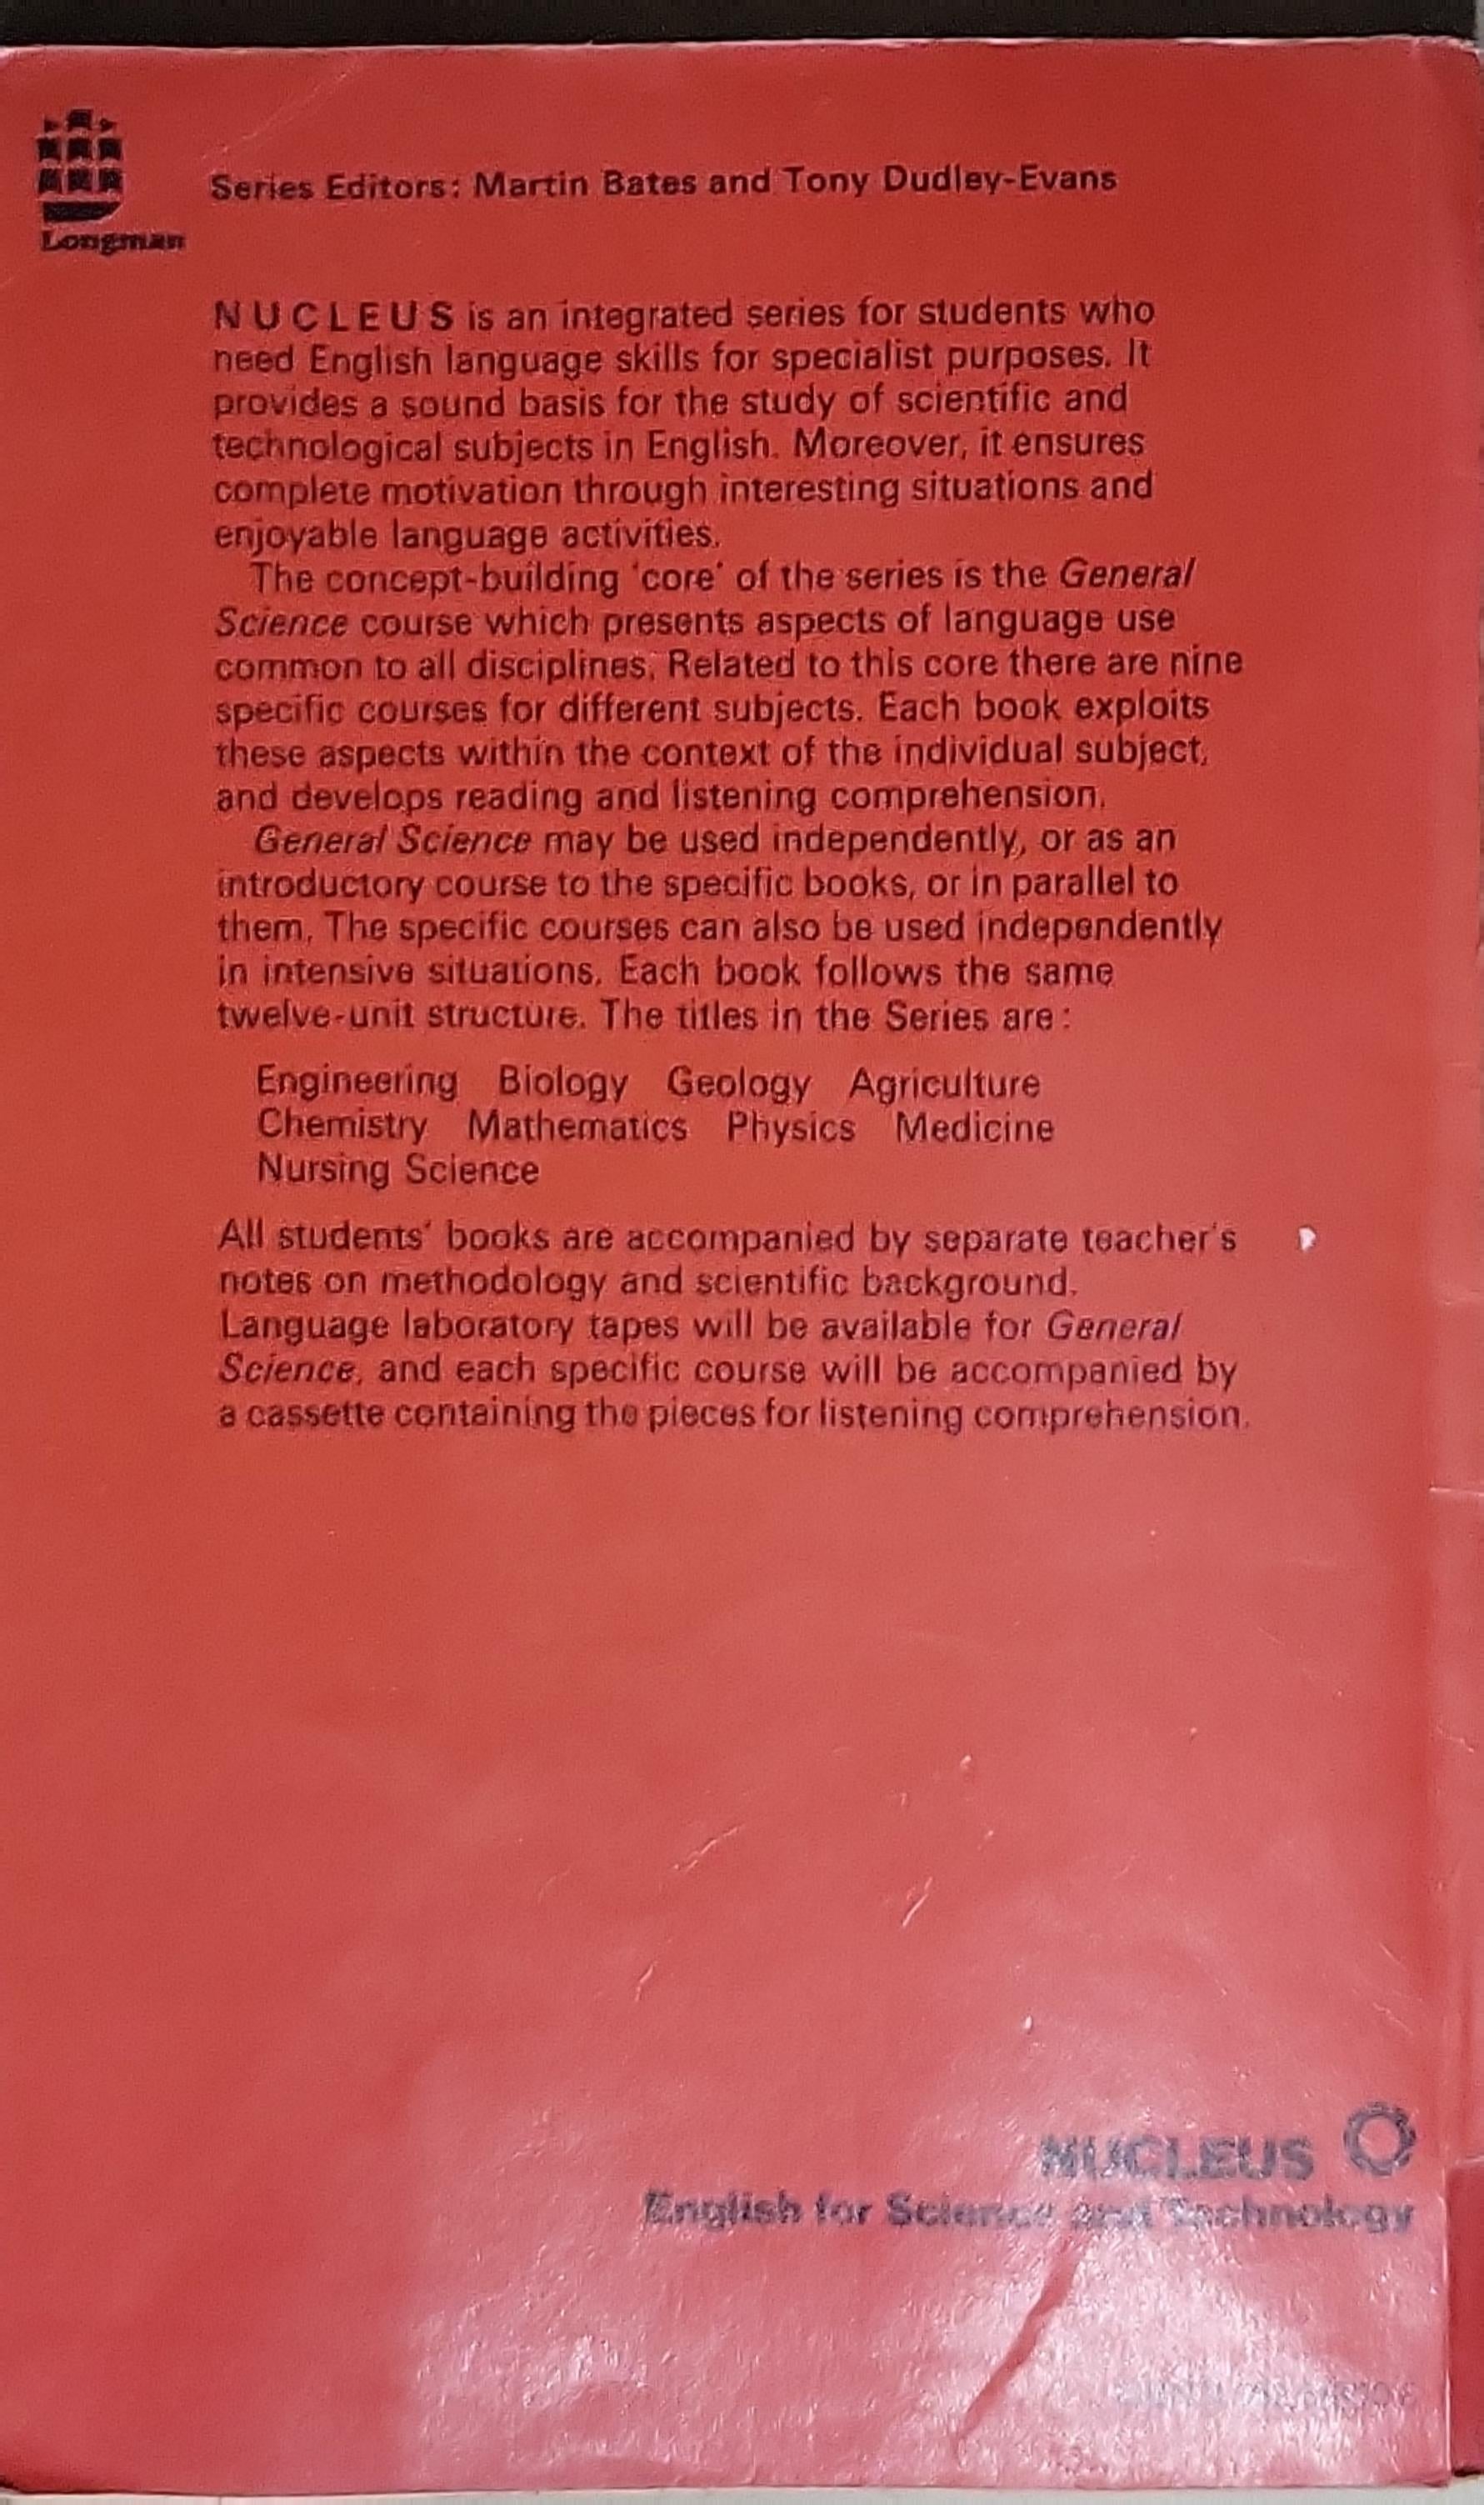 Longman
Series Editors: Martin Bates and Tony Dudley-Evans
NUCLEUS is an integrated series for students who
need English language skills for specialist purposes. It
provides a sound basis for the study of scientific and
technological subjects in English. Moreover, it ensures
complete motivation through interesting situations and
enjoyable language activities.
The concept-building 'core' of the series is the General
Science course which presents aspects of language use
common to all disciplines. Related to this core there are nine
specific courses for different subjects. Each book exploits
these aspects within the context of the individual subject,
and develops reading and listening comprehension.
General Science may be used independently, or as an
introductory course to the specific books, or in parallel to
them. The specific courses can also be used independently
in intensive situations. Each book follows the same
twelve-unit structure. The titles in the Series are:
Engineering Biology Geology Agriculture
Chemistry Mathematics Physics Medicine
Nursing Science
All students' books are accompanied by separate teacher's
notes on methodology and scientific background.
Language laboratory tapes will be available for General
Science, and each specific course will be accompanied by
a cassette containing the pieces for listening comprehension.
NUCLEUS
English for Science and Technology